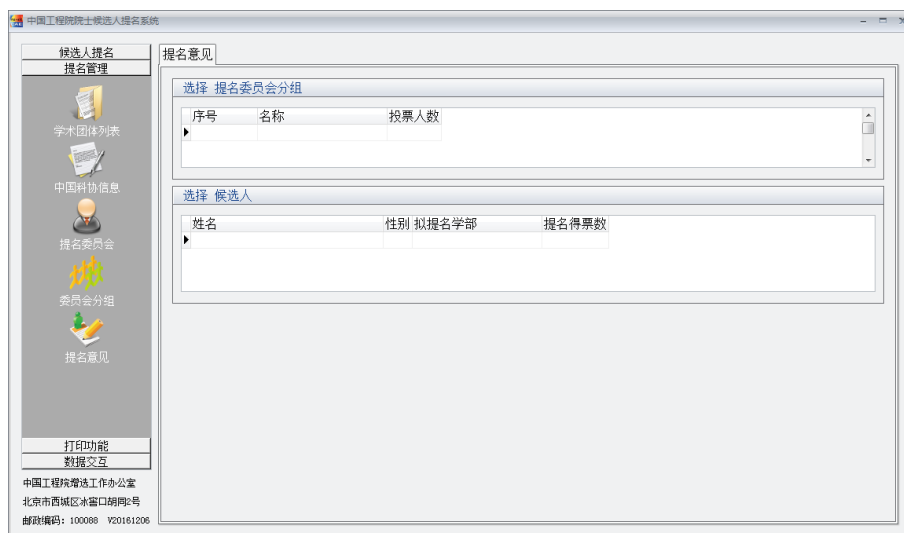 中国工程院院士候选人提名系统
候选人提名
提名管理
学术团体列表
中国科协信息
提名委员会
委员会分组
提名意见
打印功能
数据交互
中国工程院增选工作办公室
北京市西城区冰窖口胡同2号
邮政编码：100088 V20161206
提名意见
选择 提名委员会分组
序号 名称 投票人数
选择 候选人
姓名 性别 拟提名学部 提名得票数